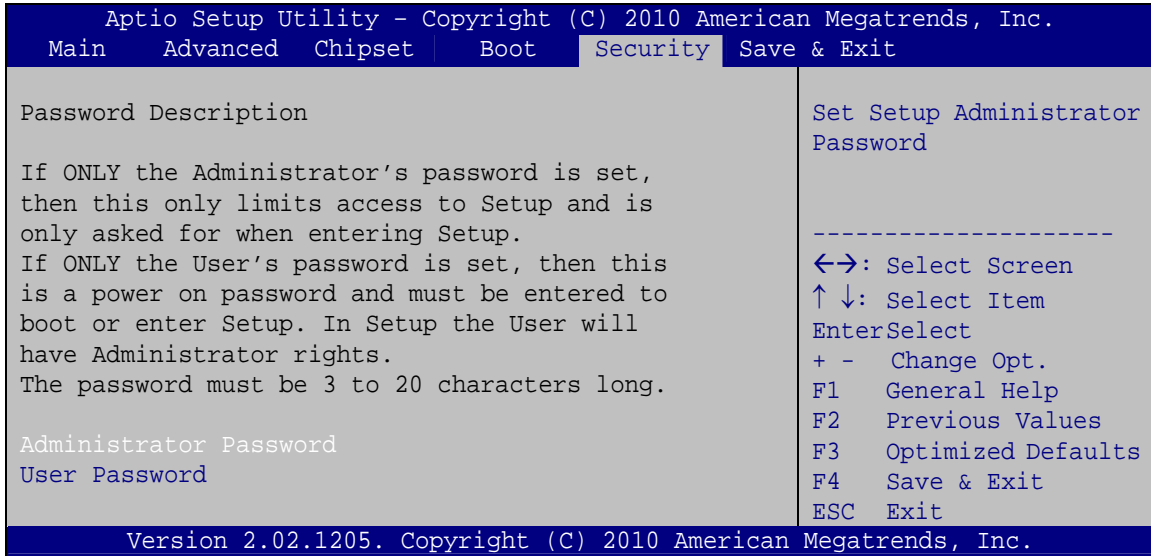 Aptio Setup Utility – Copyright (C) 2010 American Megatrends, Inc.
Main Advanced Chipset Boot Security Save & Exit
Password Description
If ONLY the Administrator’s password is set,
then this only limits access to Setup and is
only asked for when entering Setup.
If ONLY the User’s password is set, then this
is a power on password and must be entered to
boot or enter Setup. In Setup the User will
have Administrator rights.
The password must be 3 to 20 characters long.
Administrator Password
User Password
Set Setup Administrator
Password
---------------------
←→: Select Screen
↑ ↓: Select Item
EnterSelect
+ - Change Opt.
F1 General Help
F2 Previous Values
F3 Optimized Defaults
F4 Save & Exit
ESC Exit
Version 2.02.1205. Copyright (C) 2010 American Megatrends, Inc.